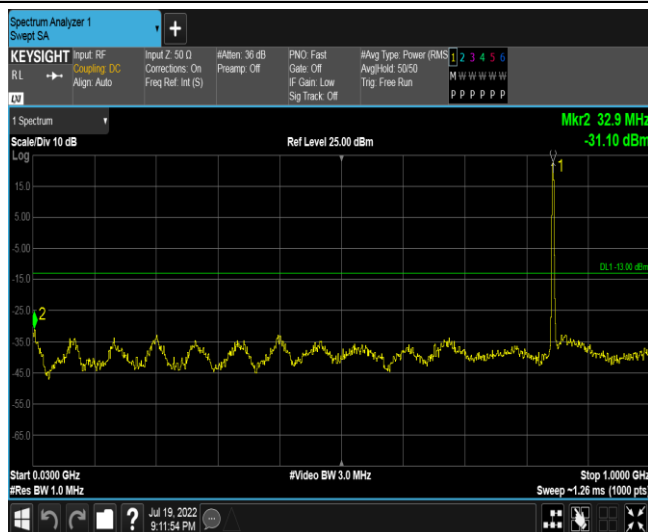 Spectrum Analyzer 1
Swept SA
+
KEYSIGHT
RL
LXI
Input: RF
Coupling: DC
Align: Auto
Input Z: 50 Ω
Corrections: On
Freq Ref: Int (S)
#Atten: 36 dB
Preamp: Off
PNO: Fast
Gate: Off
IF Gain: Low
Sig Track: Off
#Avg Type: Power (RMS
Avg|Hold: 50/50
Trig: Free Run
1 2 3 4 5 6
M W W W W W
P P P P P P
1 Spectrum
Mkr2 32.9 MHz
-31.10 dBm
Scale/Div 10 dB
Ref Level 25.00 dBm
Log
1
15.0
5.00
-5.00
DL1 -13.00 dBm
-15.0
-25.0
2
-35.0
-45.0
-55.0
-65.0
Start 0.0300 GHz
#Video BW 3.0 MHz
Stop 1.0000 GHz
#Res BW 1.0 MHz
Sweep ~1.26 ms (1000 pts)
?
Jul 19, 2022
9:11:54 PM